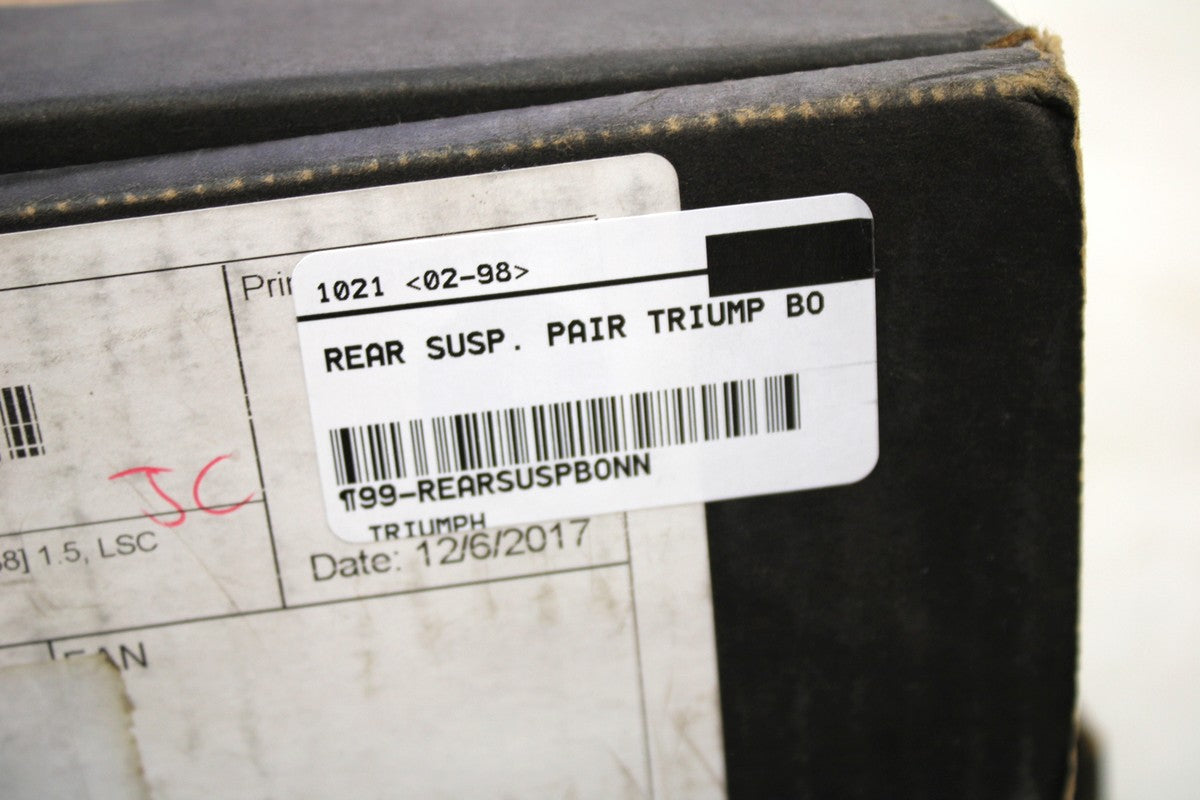 1021 <02-98>
REAR SUSP. PAIR TRIUMP BO
¶99-REARSUSPBONN
TRIUMPH
JC
8] 1.5, LSC
Date: 12/6/2017
EAN